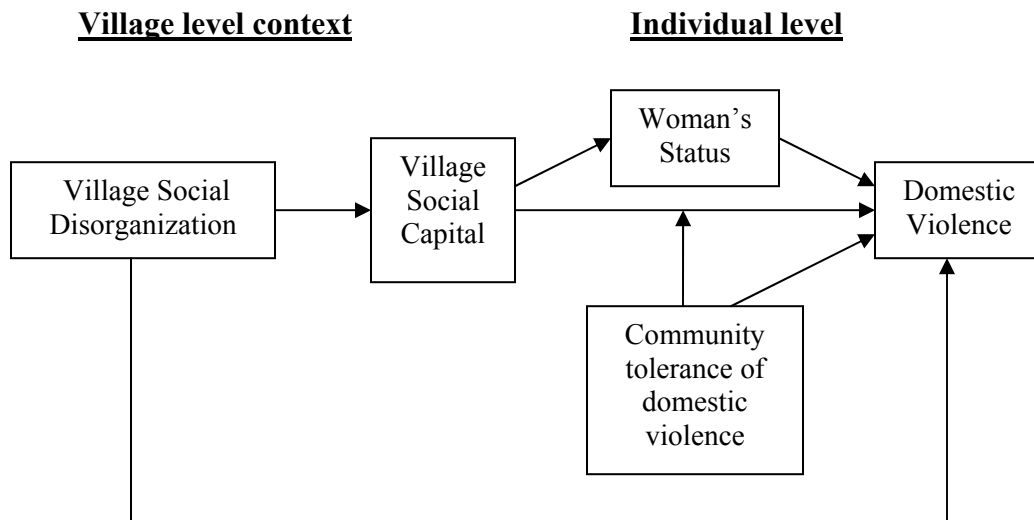 Village level context
Individual level
Woman’s
Status
Village
Social
Capital
Village Social
Disorganization
Domestic
Violence
Community
tolerance of
domestic
violence